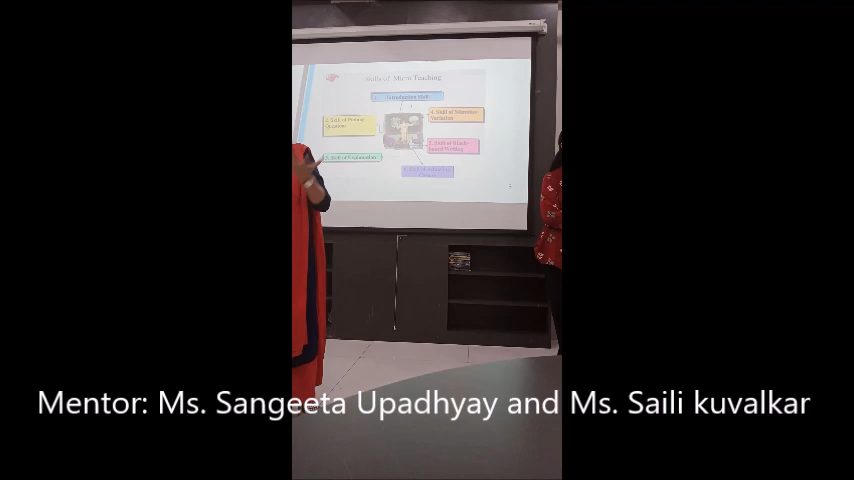 Skills of Micro Teaching
1. Introduction Skill
2. Skill of Probing
Question
4. Skill of Stimulus
Variation
Skill of Black-
board Writing
3. Skill of Explanation
Mentor: Ms. Sangeeta Upadhyay and Ms. Saili kuvalkar